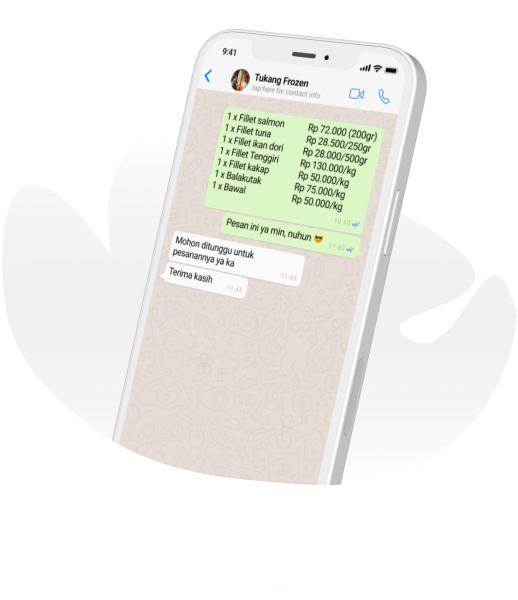 9:41
Tukang Frozen
tap here for contact info
1 x Fillet salmon Rp 72.000 (200gr)
1 x Fillet tuna Rp 28.500/250gr
1 x Fillet ikan dori Rp 28.000/500gr
1 x Fillet Tenggiri Rp 130.000/kg
1 x Fillet kakap Rp 50.000/kg
1 x Balakutak Rp 75.000/kg
1 x Bawal Rp 50.000/kg
10:10
Pesan ini ya min, nuhun 😎 11:43
Mohon ditunggu untuk
pesanannya ya ka 11:45
Terima kasih 11:45